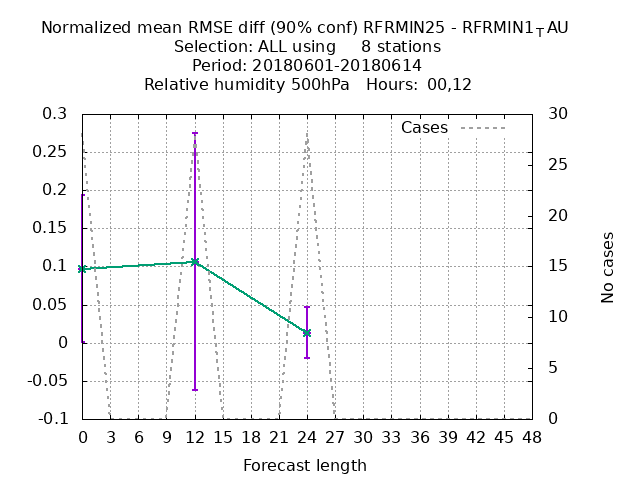 Normalized mean RMSE diff (90% conf) RFRMIN25 - RFRMIN1TAU
Selection: ALL using 8 stations
Period: 20180601-20180614
Relative humidity 500hPa Hours: 00,12
Cases
0.3
0.25
0.2
0.15
0.1
0.05
0
-0.05
-0.1
30
25
20
15
10
5
0
No cases
0 3 6 9 12 15 18 21 24 27 30 33 36 39 42 45 48
Forecast length